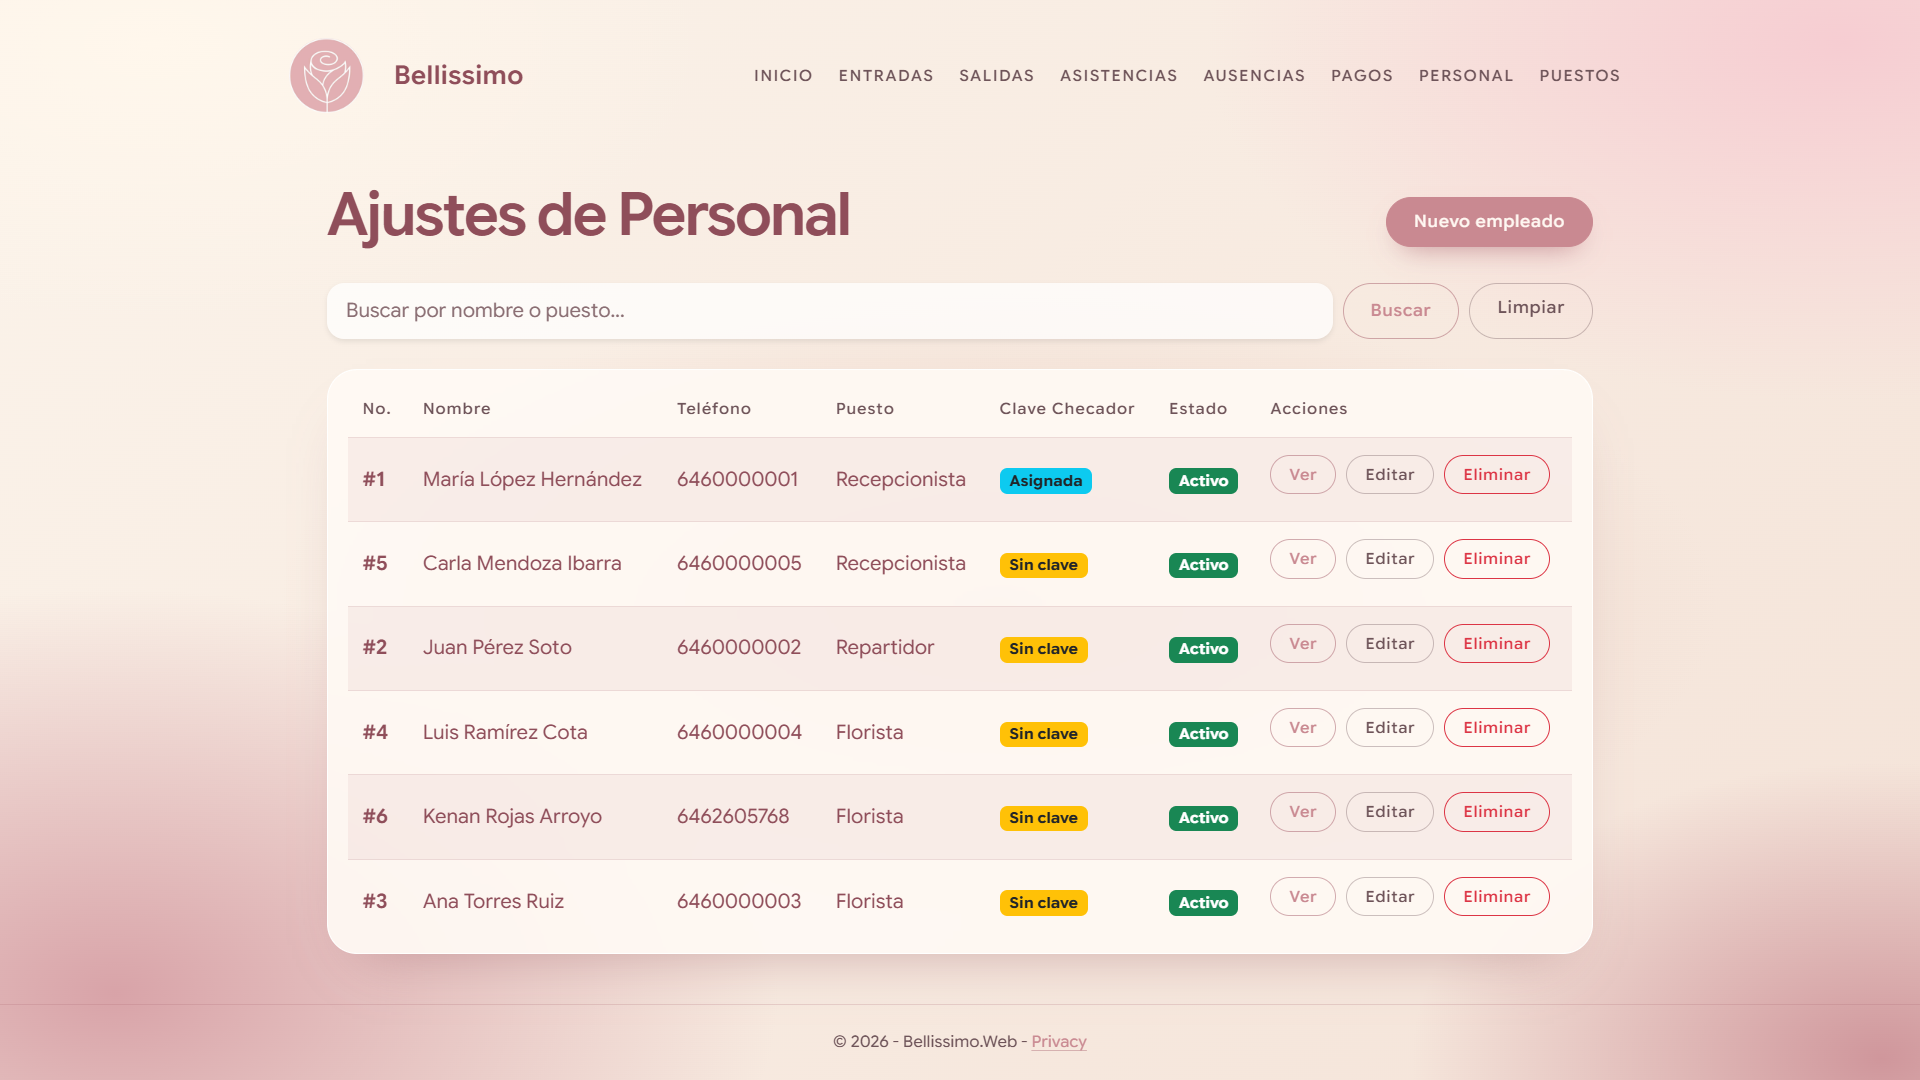 Bellissimo
INICIO ENTRADAS SALIDAS ASISTENCIAS AUSENCIAS PAGOS PERSONAL PUESTOS
Ajustes de Personal
Nuevo empleado
Buscar por nombre o puesto... Buscar Limpiar
No. Nombre Teléfono Puesto Clave Checador Estado Acciones
#1 María López Hernández 6460000001 Recepcionista Asignada Activo Ver Editar Eliminar
#5 Carla Mendoza Ibarra 6460000005 Recepcionista Sin clave Activo Ver Editar Eliminar
#2 Juan Pérez Soto 6460000002 Repartidor Sin clave Activo Ver Editar Eliminar
#4 Luis Ramírez Cota 6460000004 Florista Sin clave Activo Ver Editar Eliminar
#6 Kenan Rojas Arroyo 6462605768 Florista Sin clave Activo Ver Editar Eliminar
#3 Ana Torres Ruiz 6460000003 Florista Sin clave Activo Ver Editar Eliminar
© 2026 - Bellissimo.Web - Privacy